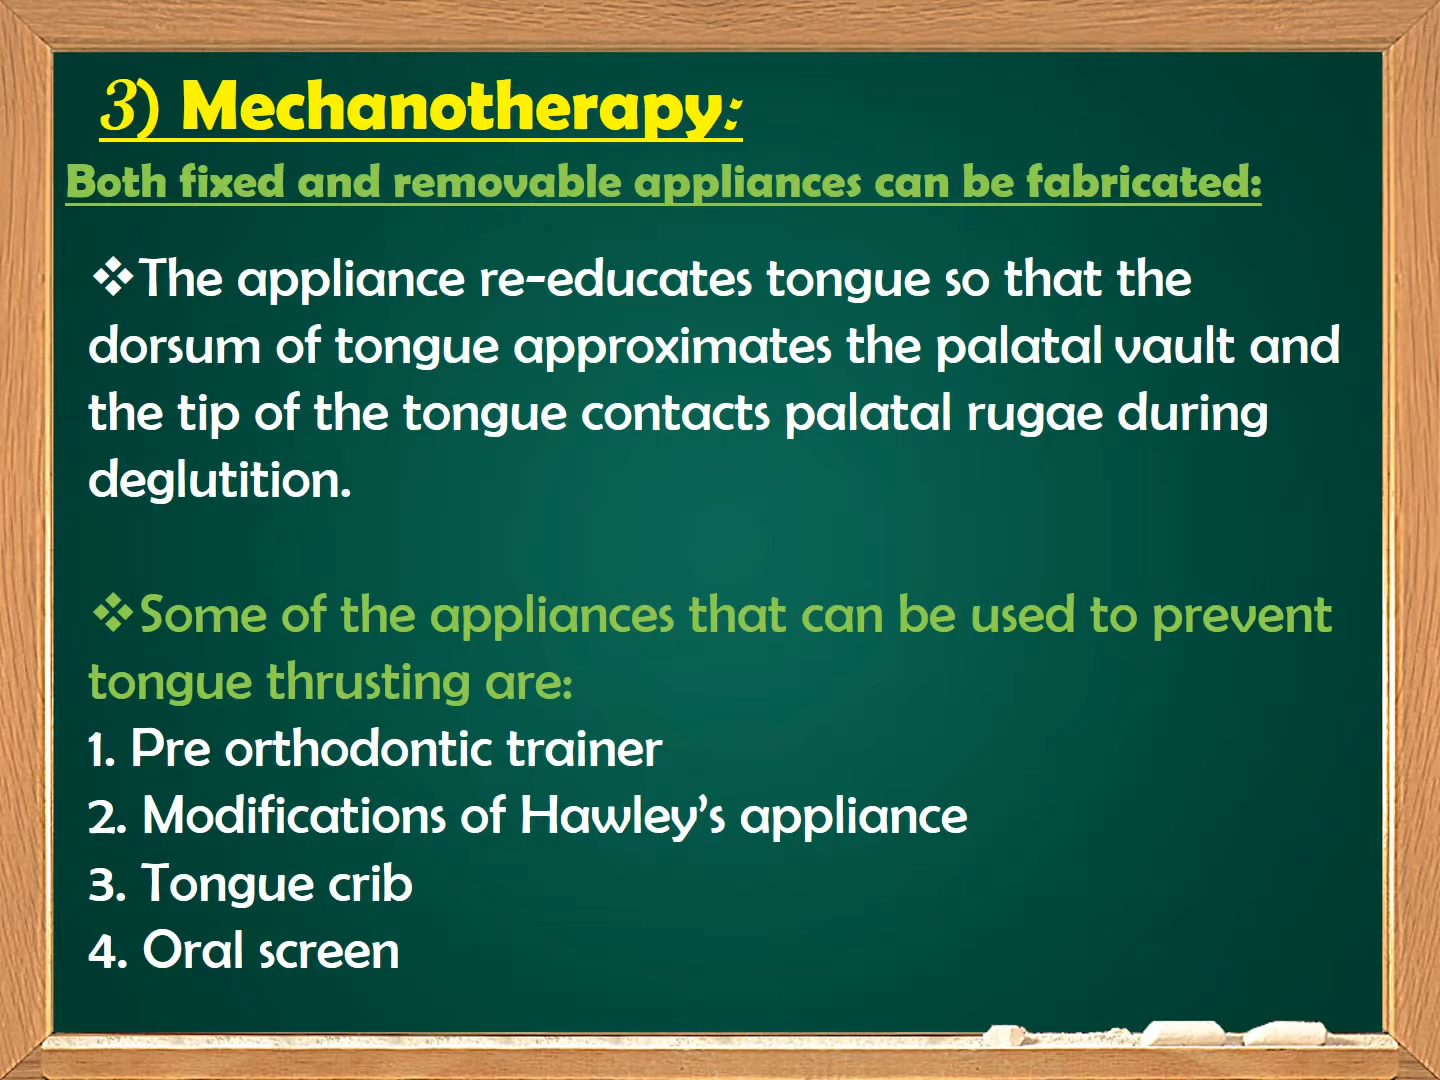 3) Mechanotherapy:
Both fixed and removable appliances can be fabricated:
❖The appliance re-educates tongue so that the
dorsum of tongue approximates the palatal vault and
the tip of the tongue contacts palatal rugae during
deglutition.
❖Some of the appliances that can be used to prevent
tongue thrusting are:
1. Pre orthodontic trainer
2. Modifications of Hawley’s appliance
3. Tongue crib
4. Oral screen